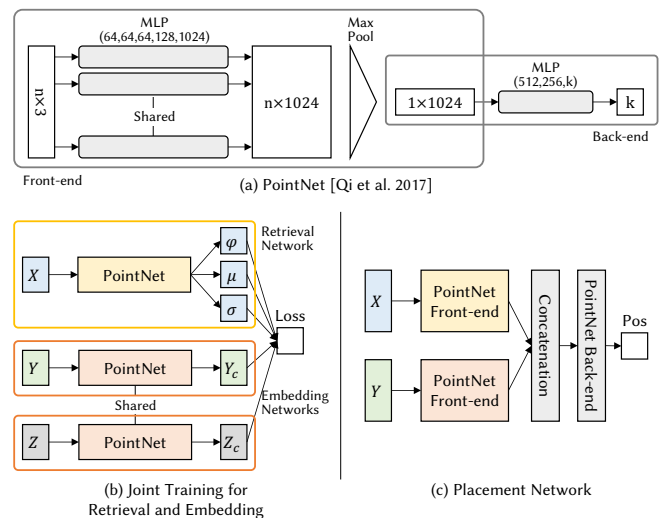 MLP
(64,64,64,128,1024)
Max
Pool
n×3
Shared
n×1024
1×1024
MLP
(512,256,k)
k
Front-end
Back-end
(a) PointNet [Qi et al. 2017]
X
PointNet
φ
μ
σ
Retrieval
Network
Loss
Y
PointNet
Y_c
Shared
Embedding
Networks
Z
PointNet
Z_c
(b) Joint Training for
Retrieval and Embedding
X
PointNet
Front-end
Y
PointNet
Front-end
Concatenation
PointNet Back-end
Pos
(c) Placement Network